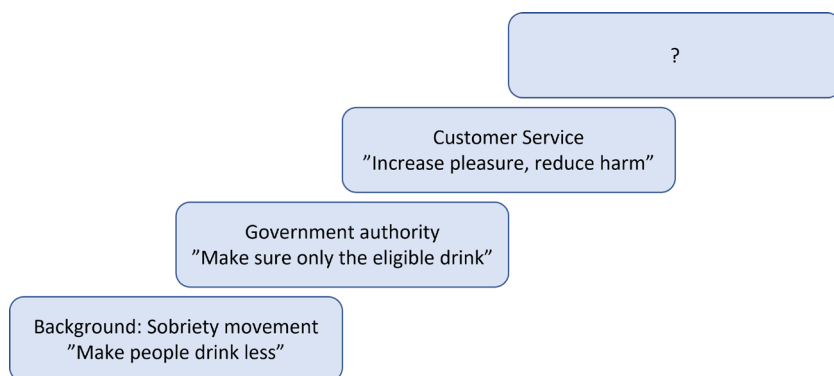 ?
Customer Service
”Increase pleasure, reduce harm”
Government authority
”Make sure only the eligible drink”
Background: Sobriety movement
”Make people drink less”